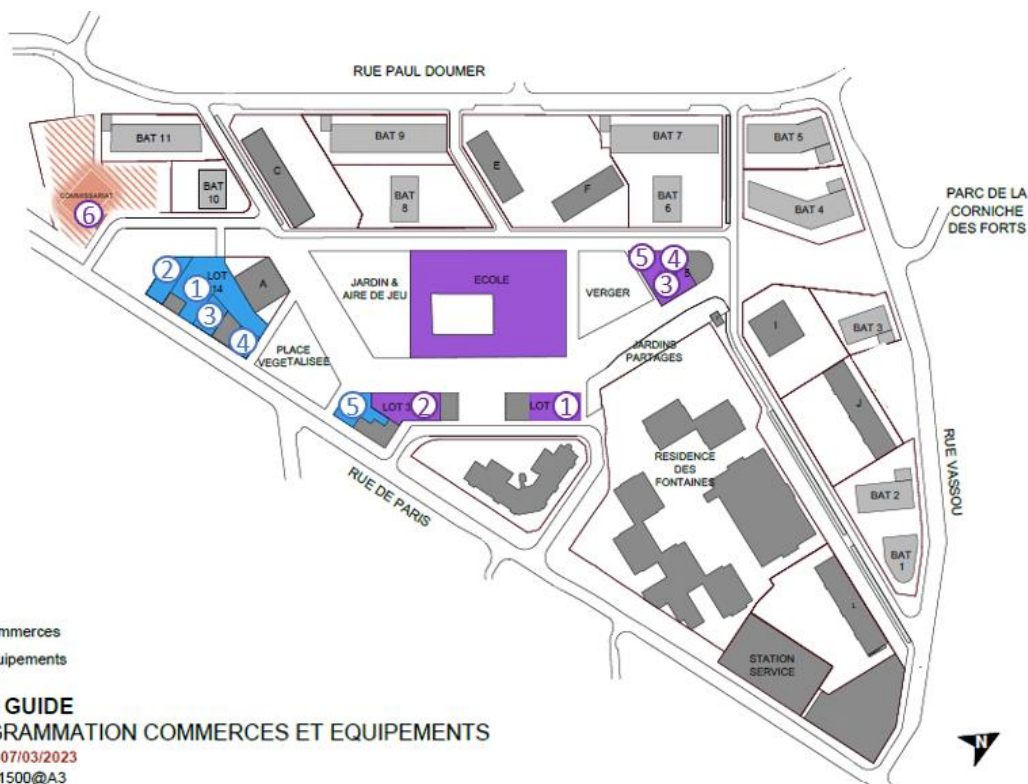 RUE PAUL DOUMER
BAT 11
BAT 9
BAT 7
BAT 5
C
E
F
COMMISSARIAT
6
BAT
10
BAT
8
BAT
6
BAT 4
PARC DE LA
CORNICHE
DES FORTS
2
LOT
14
1
3
4
A
JARDIN &
AIRE DE JEU
ECOLE
VERGER
5
4
3
B
I
BAT 3
PLACE
VEGETALISEE
JARDINS
PARTAGES
5
LOT 3
2
LOT
1
J
RESIDENCE
DES
FONTAINES
RUE DE PARIS
BAT 2
RUE VASSOU
BAT
1
L
STATION
SERVICE
mmerces
uipements
GUIDE
GRAMMATION COMMERCES ET EQUIPEMENTS
07/03/2023
1500@A3
N